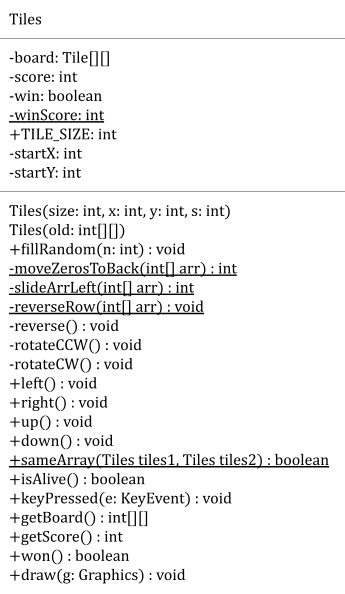 Tiles
-board: Tile[][]
-score: int
-win: boolean
-winScore: int
+TILE_SIZE: int
-startX: int
-startY: int
Tiles(size: int, x: int, y: int, s: int)
Tiles(old: int[][])
+fillRandom(n: int) : void
-moveZerosToBack(int[] arr) : int
-slideArrLeft(int[] arr) : int
-reverseRow(int[] arr) : void
-reverse() : void
-rotateCCW() : void
-rotateCW() : void
+left() : void
+right() : void
+up() : void
+down() : void
+sameArray(Tiles tiles1, Tiles tiles2) : boolean
+isAlive() : boolean
+keyPressed(e: KeyEvent) : void
+getBoard() : int[][]
+getScore() : int
+won() : boolean
+draw(g: Graphics) : void